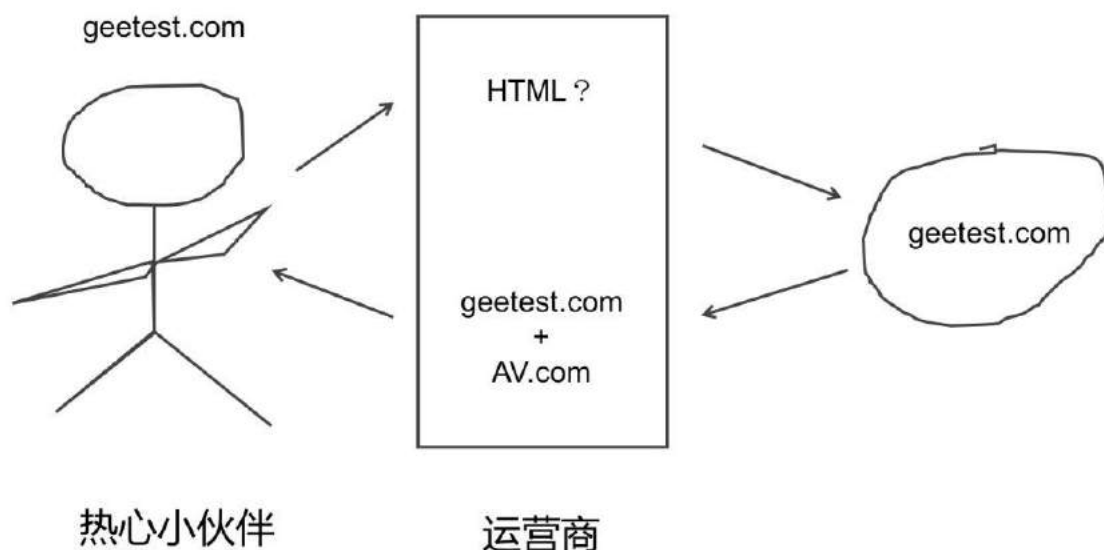 geetest.com
HTML？
geetest.com
geetest.com
+
AV.com
热心小伙伴
运营商